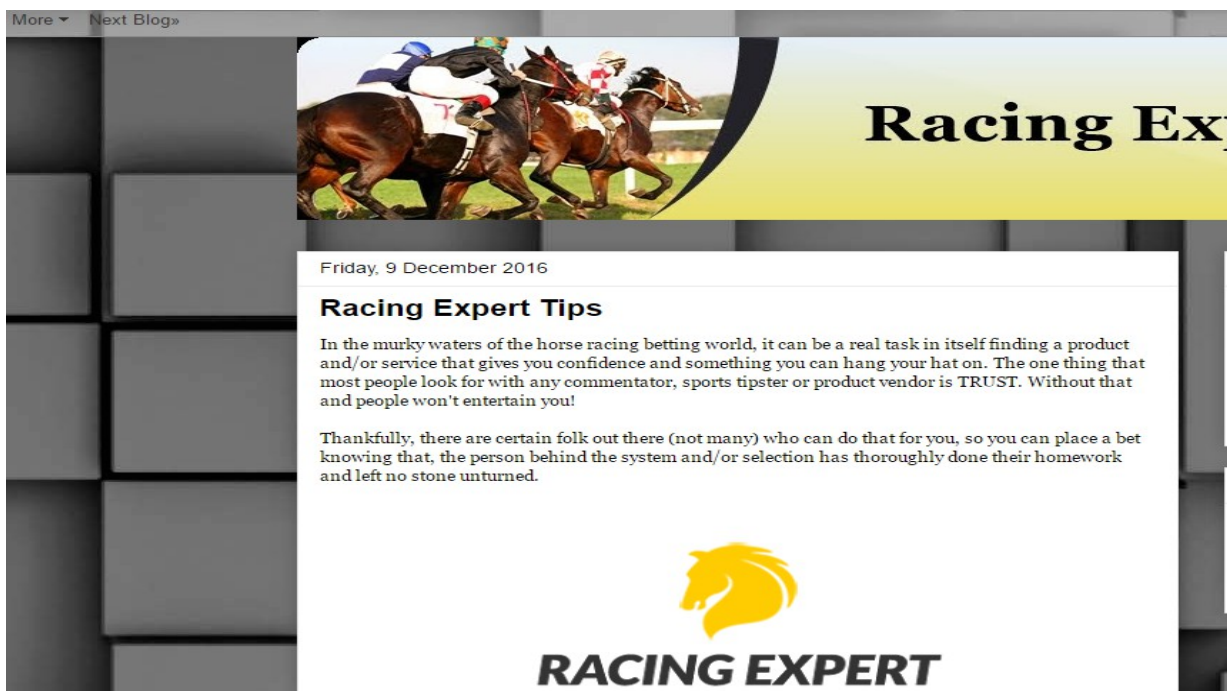 More Next Blog»
Racing Ex
Friday, 9 December 2016
Racing Expert Tips
In the murky waters of the horse racing betting world, it can be a real task in itself finding a product
and/or service that gives you confidence and something you can hang your hat on. The one thing that
most people look for with any commentator, sports tipster or product vendor is TRUST. Without that
and people won't entertain you!
Thankfully, there are certain folk out there (not many) who can do that for you, so you can place a bet
knowing that, the person behind the system and/or selection has thoroughly done their homework
and left no stone unturned.
RACING EXPERT